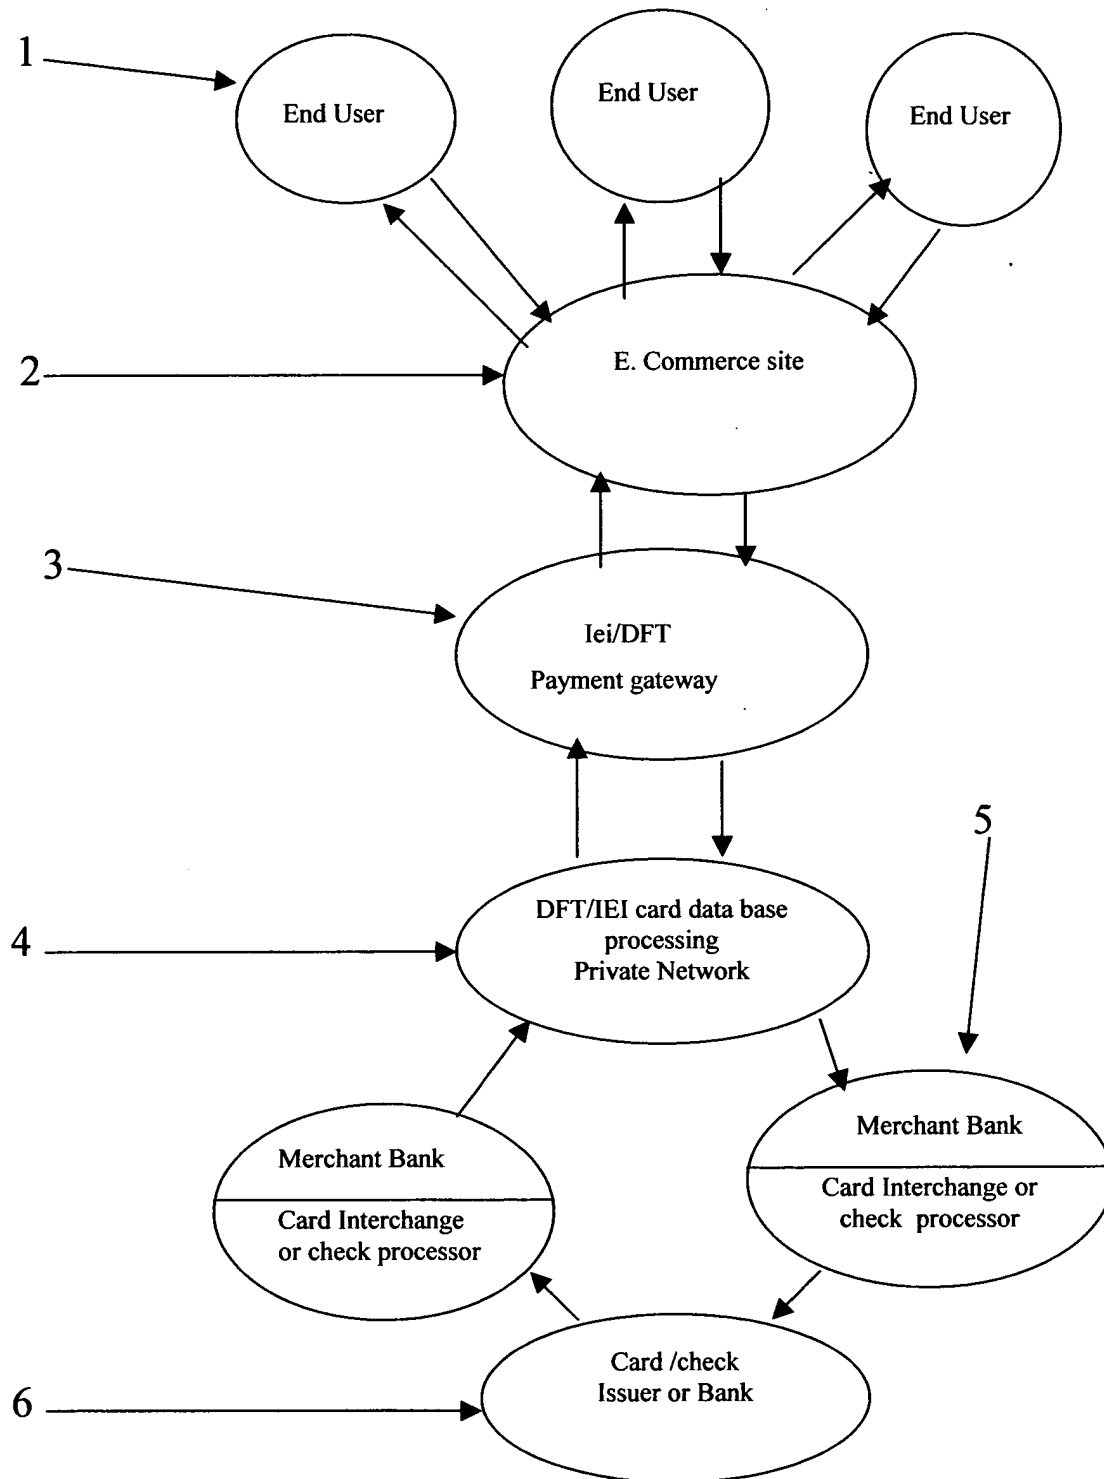 1
End User
End User
End User
2
E. Commerce site
3
Iei/DFT
Payment gateway
5
4
DFT/IEI card data base
processing
Private Network
Merchant Bank
Card Interchange or
check processor
Merchant Bank
Card Interchange
or check processor
6
Card /check
Issuer or Bank